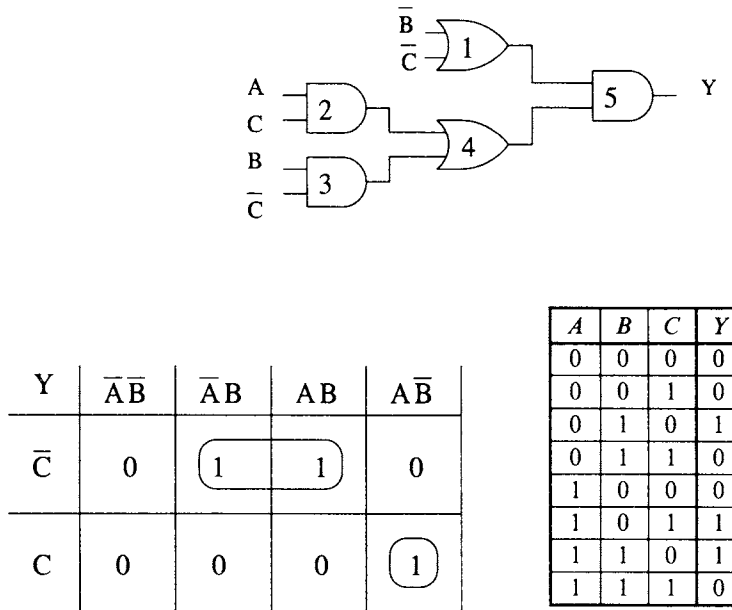 B̅
C̅
1
A
C
2
B
C̅
3
4
5
Y
Y A̅B̅ A̅B AB AB̅
C̅ 0 1 1 0
C 0 0 0 1
A B C Y
0 0 0 0
0 0 1 0
0 1 0 1
0 1 1 0
1 0 0 0
1 0 1 1
1 1 0 1
1 1 1 0